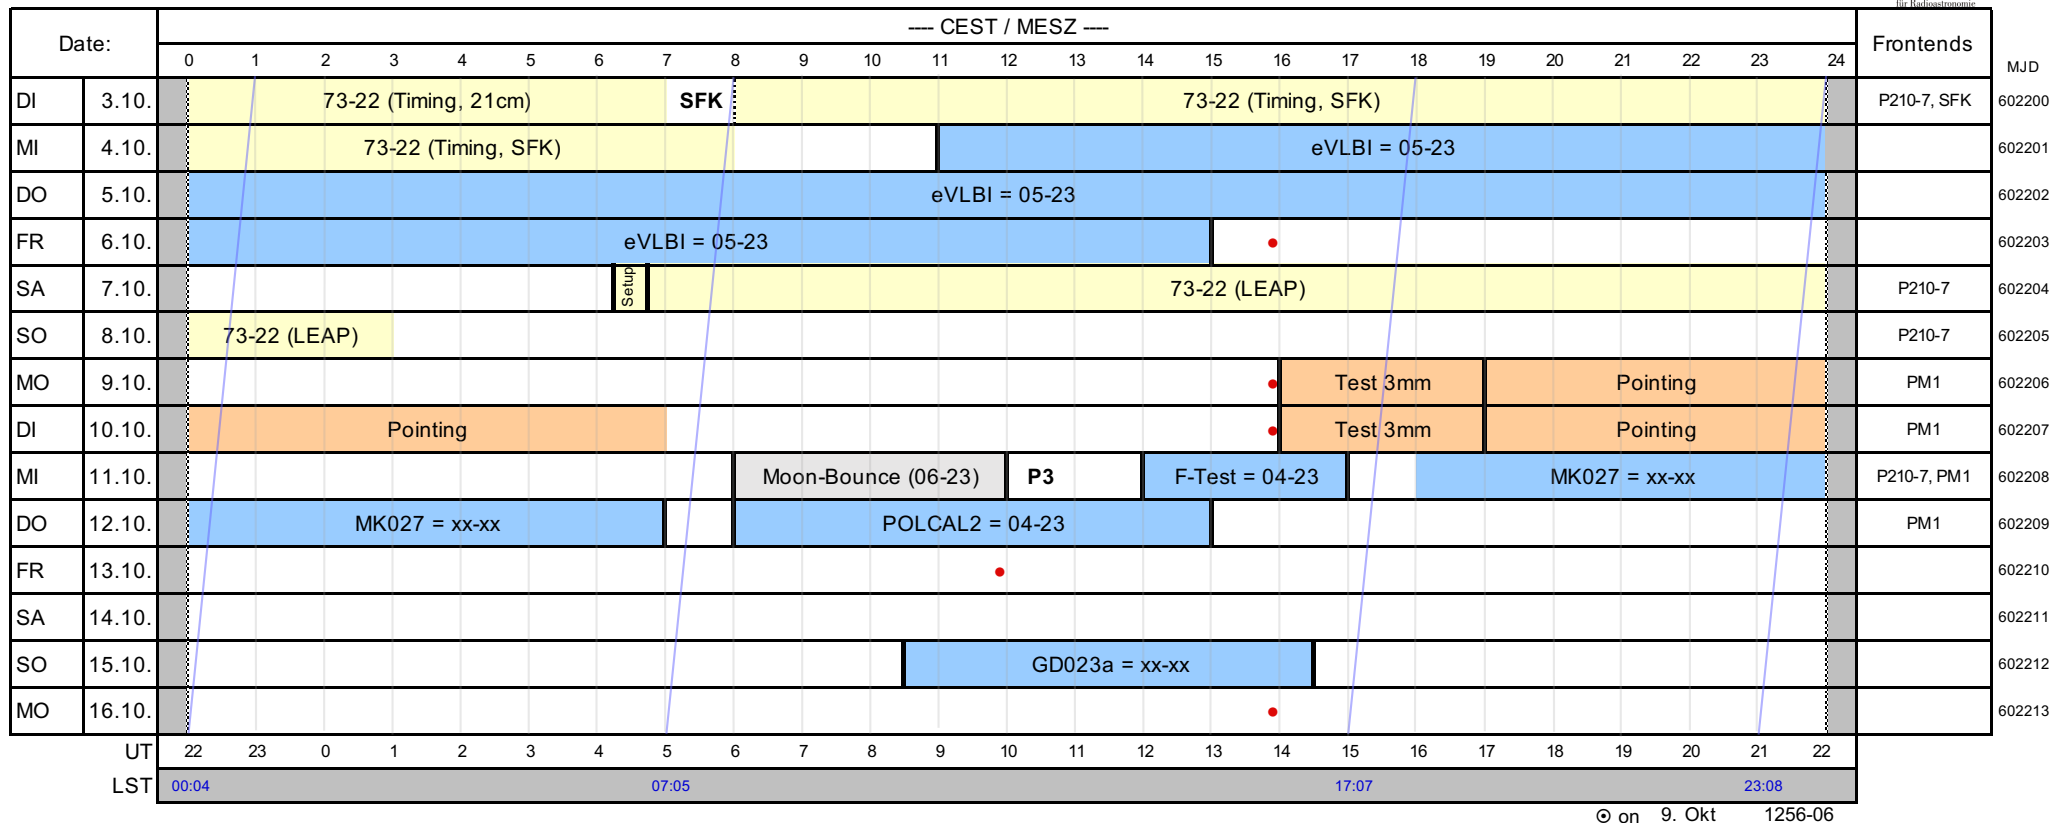 für Radioastronomie
Date:
---- CEST / MESZ ----
Frontends
0 1 2 3 4 5 6 7 8 9 10 11 12 13 14 15 16 17 18 19 20 21 22 23 24
MJD
DI 3.10. 73-22 (Timing, 21cm) SFK 73-22 (Timing, SFK) P210-7, SFK 602200
MI 4.10. 73-22 (Timing, SFK) eVLBI = 05-23 602201
DO 5.10. eVLBI = 05-23 602202
FR 6.10. eVLBI = 05-23 602203
SA 7.10. Setup 73-22 (LEAP) P210-7 602204
SO 8.10. 73-22 (LEAP) P210-7 602205
MO 9.10. Test 3mm Pointing PM1 602206
DI 10.10. Pointing Test 3mm Pointing PM1 602207
MI 11.10. Moon-Bounce (06-23) P3 F-Test = 04-23 MK027 = xx-xx P210-7, PM1 602208
DO 12.10. MK027 = xx-xx POLCAL2 = 04-23 PM1 602209
FR 13.10. 602210
SA 14.10. 602211
SO 15.10. GD023a = xx-xx 602212
MO 16.10. 602213
UT 22 23 0 1 2 3 4 5 6 7 8 9 10 11 12 13 14 15 16 17 18 19 20 21 22
LST 00:04 07:05 17:07 23:08
⊙ on 9. Okt 1256-06